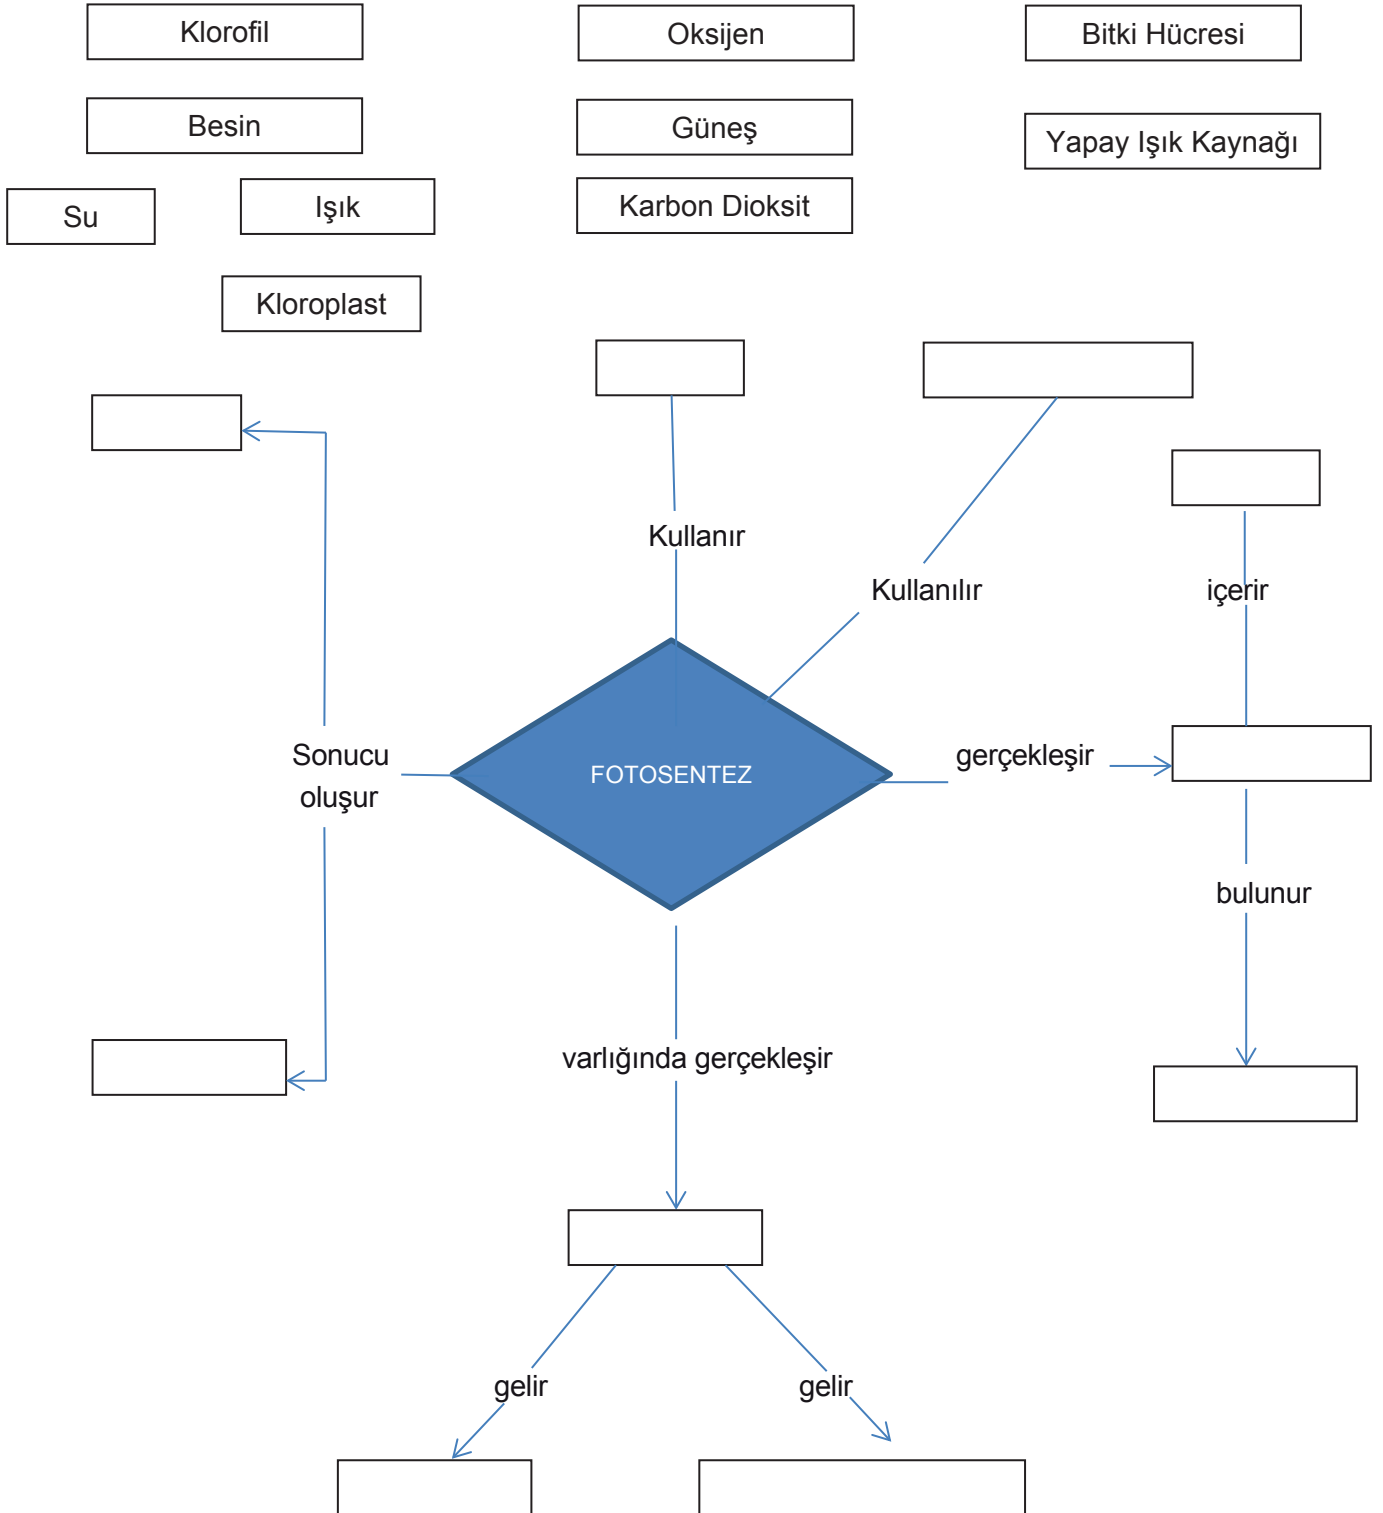 Klorofil
Oksijen
Bitki Hücresi
Besin
Güneş
Yapay Işık Kaynağı
Su
Işık
Karbon Dioksit
Kloroplast
Kullanır
Kullanılır
içerir
Sonucu
oluşur
FOTOSENTEZ
gerçekleşir
bulunur
varlığında gerçekleşir
gelir
gelir